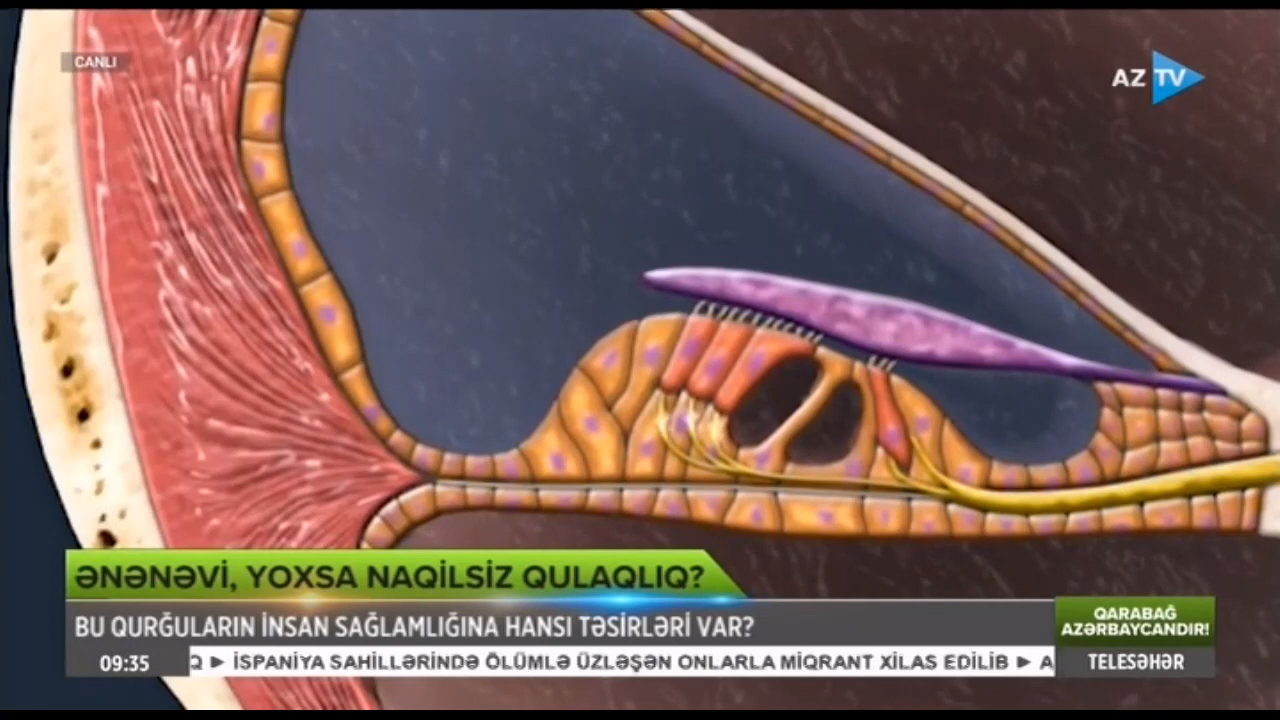 CANLI
AZ TV
ƏNƏNƏVİ, YOXSA NAQİLSİZ QULAQLIQ?
BU QURĞULARIN İNSAN SAĞLAMLIĞINA HANSI TƏSİRLƏRİ VAR?
QARABAĞ
AZƏRBAYCANDIR!
09:35
Q ► İSPANİYA SAHİLLƏRİNDƏ ÖLÜMLƏ ÜZLƏŞƏN ONLARLA MİQRANT XİLAS EDİLİB ► A
TELESƏHƏR